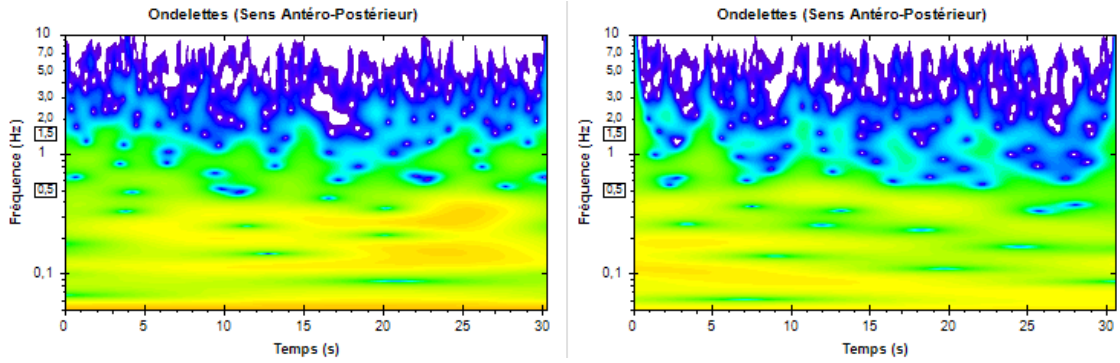 Ondelettes (Sens Antéro-Postérieur)
Fréquence (Hz)
10
7,0
5,0
3,0
2,0
1,5
1
0,5
0,1
0 5 10 15 20 25 30
Temps (s)
Ondelettes (Sens Antéro-Postérieur)
Fréquence (Hz)
10
7,0
5,0
3,0
2,0
1,5
1
0,5
0,1
0 5 10 15 20 25 30
Temps (s)